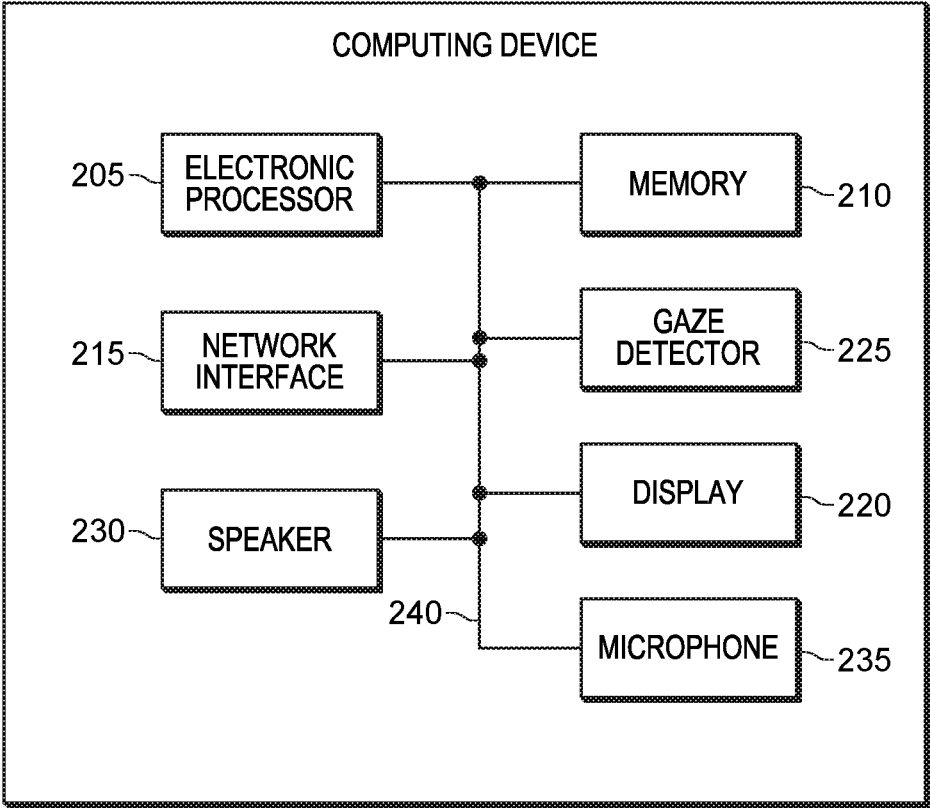 COMPUTING DEVICE
205
ELECTRONIC
PROCESSOR
MEMORY
210
215
NETWORK
INTERFACE
GAZE
DETECTOR
225
230
SPEAKER
DISPLAY
220
240
MICROPHONE
235